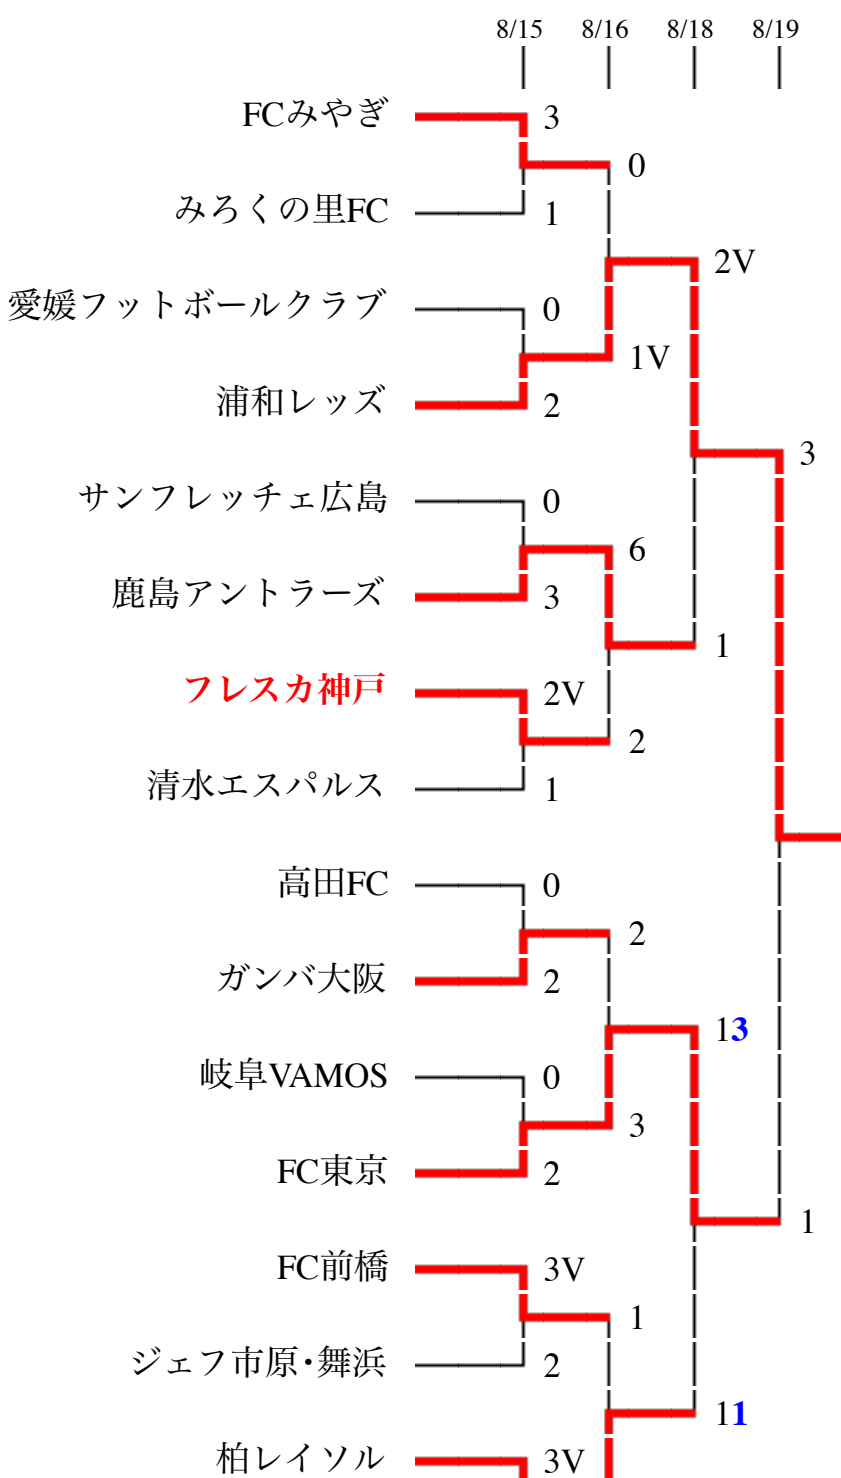 8/15 8/16 8/18 8/19
FCみやぎ 3
0
みろくの里FC 1
2V
愛媛フットボールクラブ 0
1V
浦和レッズ 2
3
サンフレッチェ広島 0
6
鹿島アントラーズ 3
1
フレスカ神戸 2V
2
清水エスパルス 1
高田FC 0
2
ガンバ大阪 2
13
岐阜VAMOS 0
3
FC東京 2
1
FC前橋 3V
1
ジェフ市原・舞浜 2
11
柏レイソル 3V